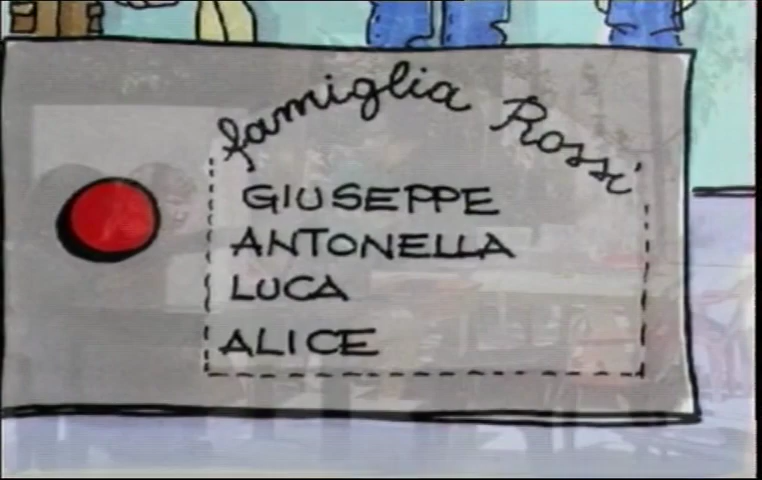 famiglia Rossi
GIUSEPPE
ANTONELLA
LUCA
ALICE